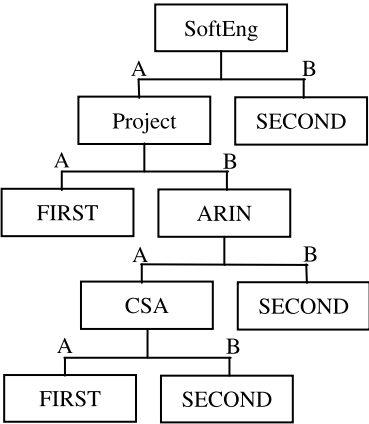 SoftEng
A B
Project SECOND
A B
FIRST ARIN
A B
CSA SECOND
A B
FIRST SECOND